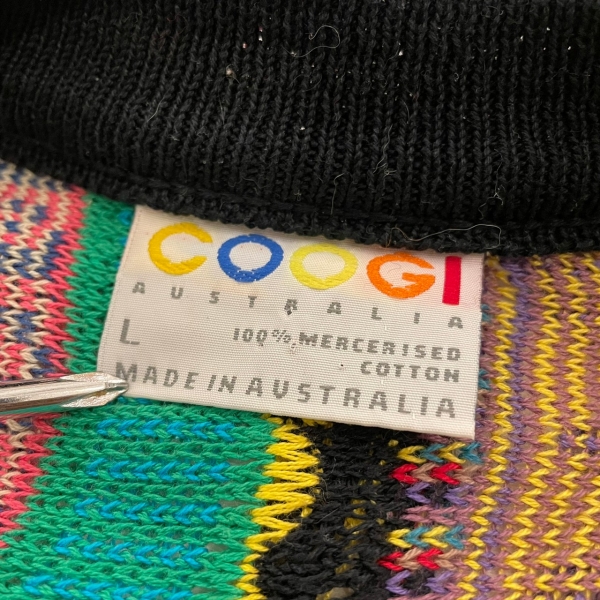 COOGI
AUSTRALIA
L 100% MERCERISED
COTTON
MADE IN AUSTRALIA